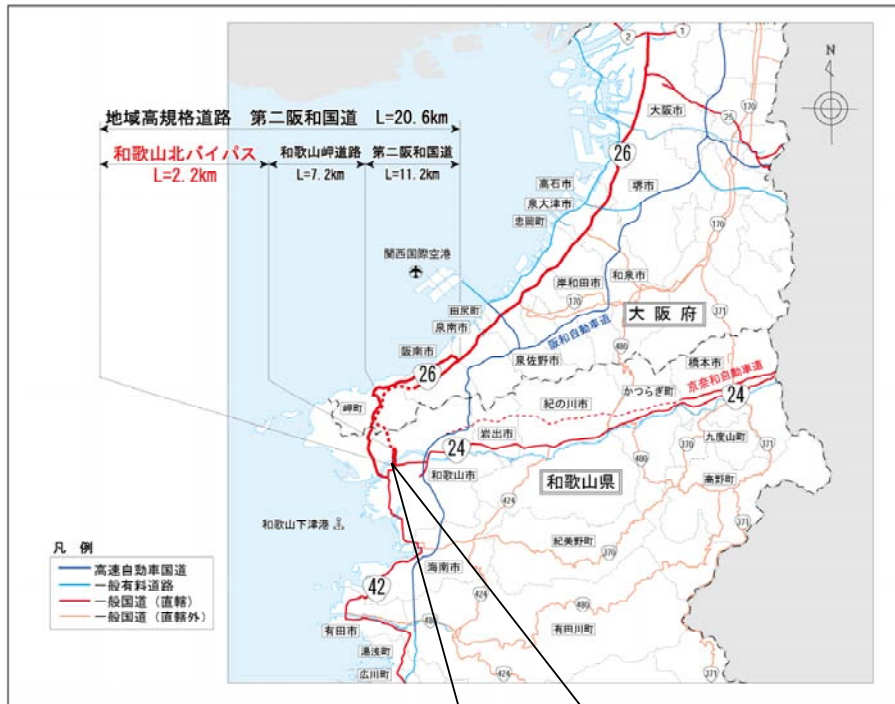 地域高規格道路 第二阪和国道 L=20.6km
和歌山北バイパス
L=2.2km
和歌山岬道路
L=7.2km
第二阪和国道
L=11.2km
N
2
1
大阪市
170
25
26
高石市
堺市
泉大津市
忠岡町
170
関西国際空港
岸和田市
和泉市
170
田尻町
大阪府
371
泉南市
阪和自動車道
480
阪南市
泉佐野市
橋本市
26
京奈和自動車道
かつらぎ町
24
岬町
紀の川市
岩出市
24
九度山町
480
370
371
和歌山市
高野町
和歌山県
424
371
和歌山下津港
紀美野町
370
海南市
42
424
480
480
有田市
有田川町
湯浅町
424
広川町
371
凡例
高速自動車国道
一般有料道路
一般国道（直轄）
一般国道（直轄外）